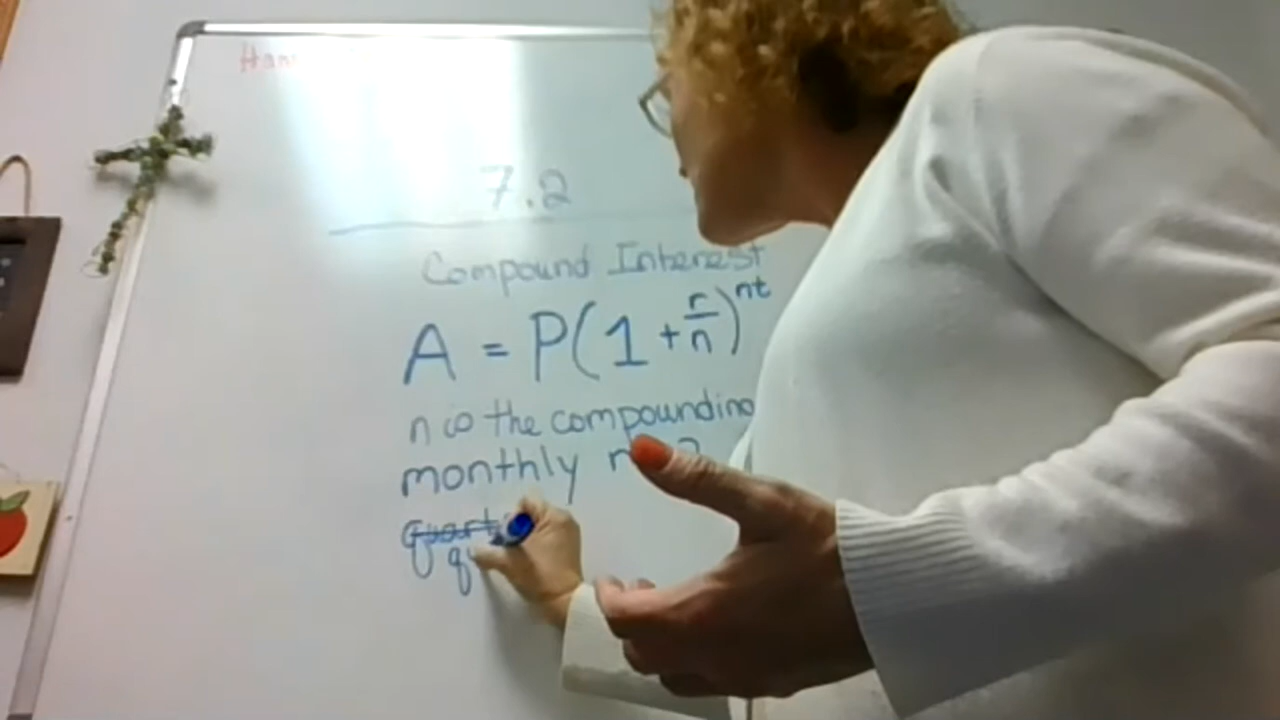 7.2
Compound Interest
A = P(1 + r/n)^nt
n is the compounding
monthly n